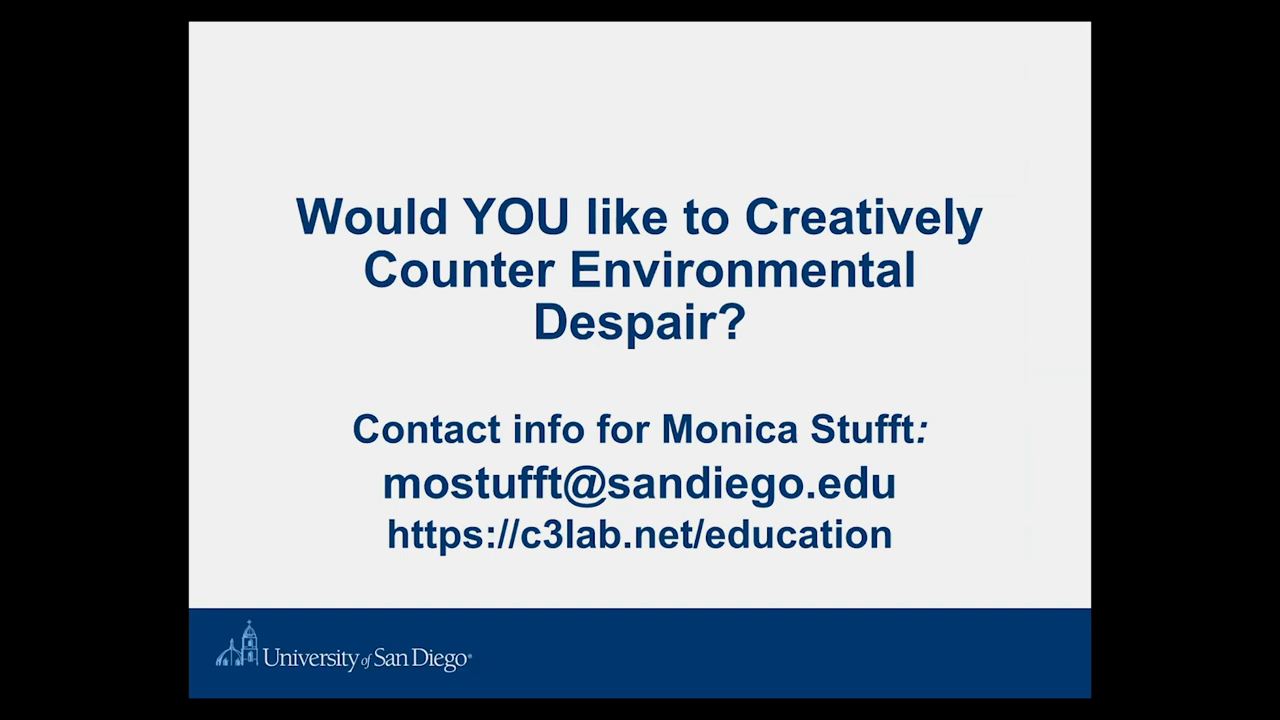 Would YOU like to Creatively
Counter Environmental
Despair?
Contact info for Monica Stufft:
mostufft@sandiego.edu
https://c3lab.net/education
University of San Diego